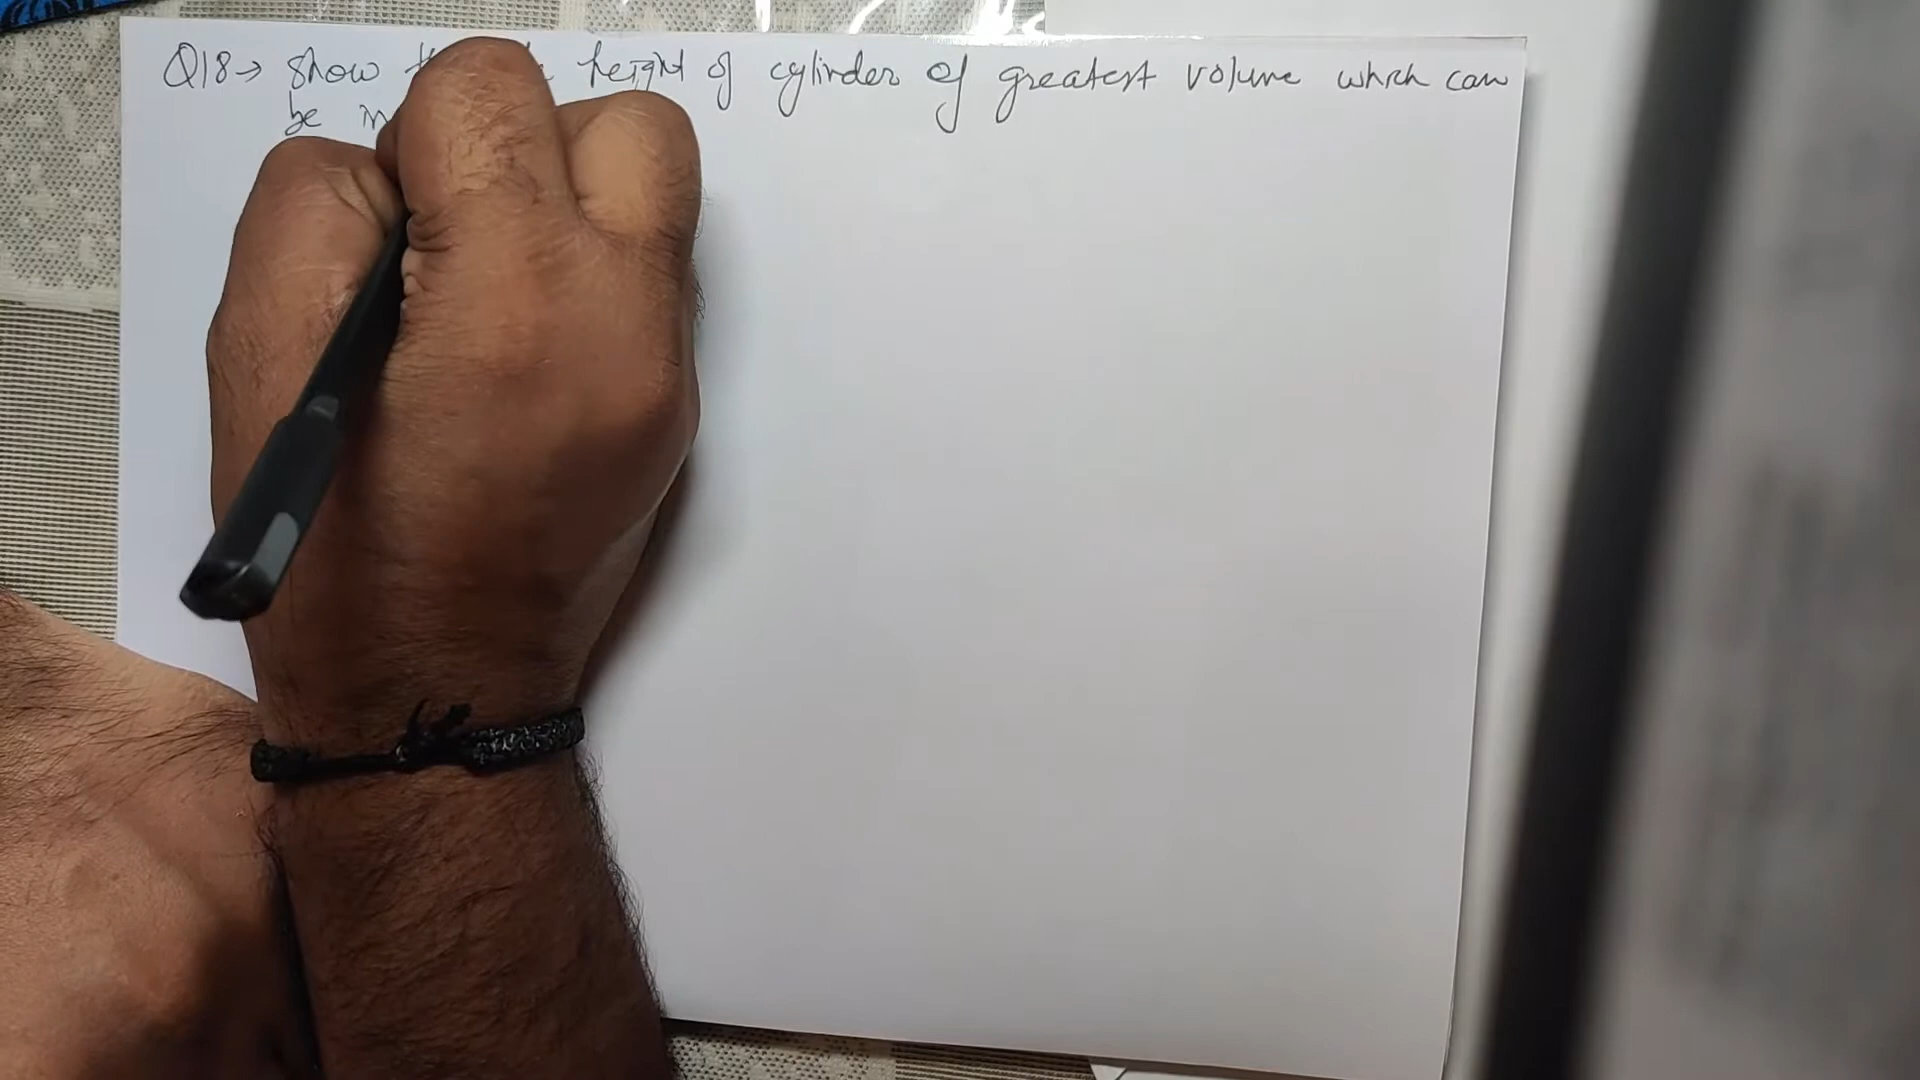 Q18→ Show height of cylinder of greatest volume which can
be